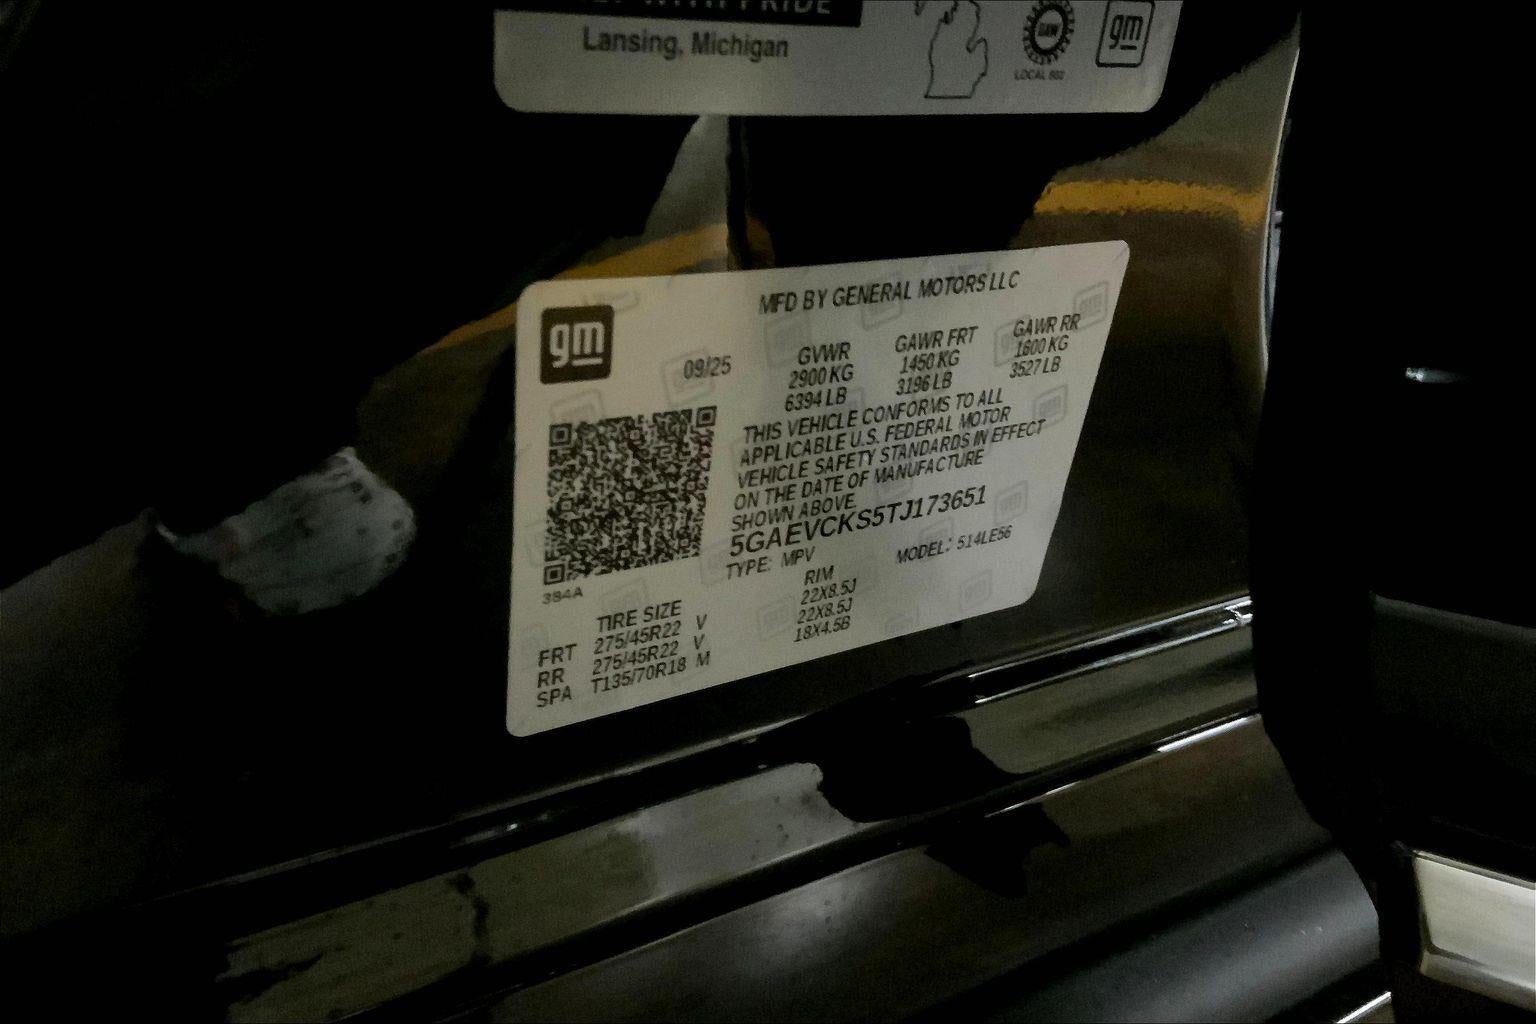 WITH PRIDE
Lansing, Michigan
UAW
LOCAL 602
gm
MFD BY GENERAL MOTORS LLC
gm
09/25
GVWR
2900 KG
6394 LB
GAWR FRT
1450 KG
3196 LB
GAWR RR
1600 KG
3527 LB
THIS VEHICLE CONFORMS TO ALL
APPLICABLE U.S. FEDERAL MOTOR
VEHICLE SAFETY STANDARDS IN EFFECT
ON THE DATE OF MANUFACTURE
SHOWN ABOVE
5GAEVCKS5TJ173651
TYPE: MPV
MODEL: 514LE56
3B4A
TIRE SIZE
RIM
FRT 275/45R22 V 22X8.5J
RR 275/45R22 V 22X8.5J
SPA T135/70R18 M 18X4.5B